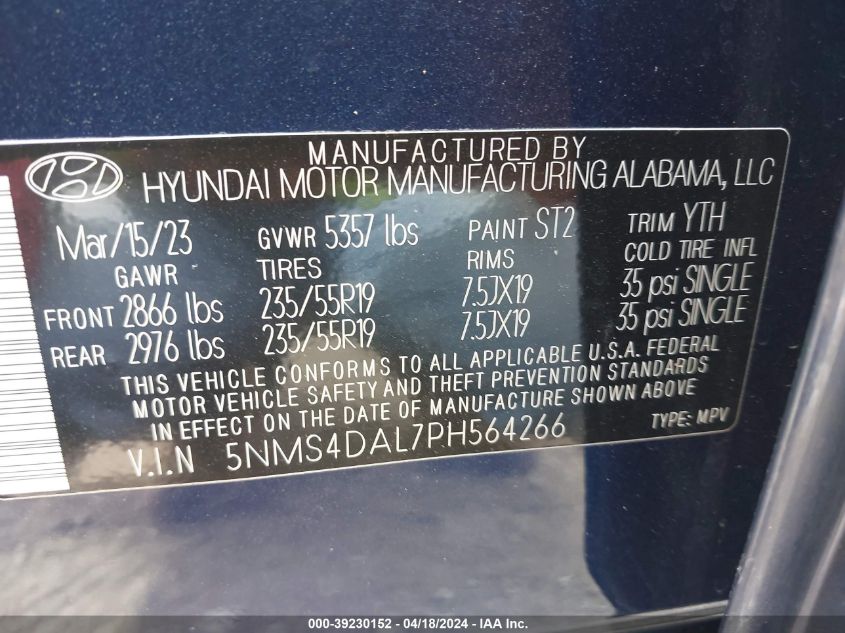 MANUFACTURED BY
HYUNDAI MOTOR MANUFACTURING ALABAMA, LLC
Mar/15/23 GVWR 5357 lbs PAINT ST2 TRIM YTH
GAWR TIRES RIMS COLD TIRE INFL
FRONT 2866 lbs 235/55R19 7.5JX19 35 psi SINGLE
REAR 2976 lbs 235/55R19 7.5JX19 35 psi SINGLE
THIS VEHICLE CONFORMS TO ALL APPLICABLE U.S.A. FEDERAL
MOTOR VEHICLE SAFETY AND THEFT PREVENTION STANDARDS
IN EFFECT ON THE DATE OF MANUFACTURE SHOWN ABOVE
V.I.N 5NMS4DAL7PH564266 TYPE: MPV
000-39230152 - 04/18/2024 - IAA Inc.